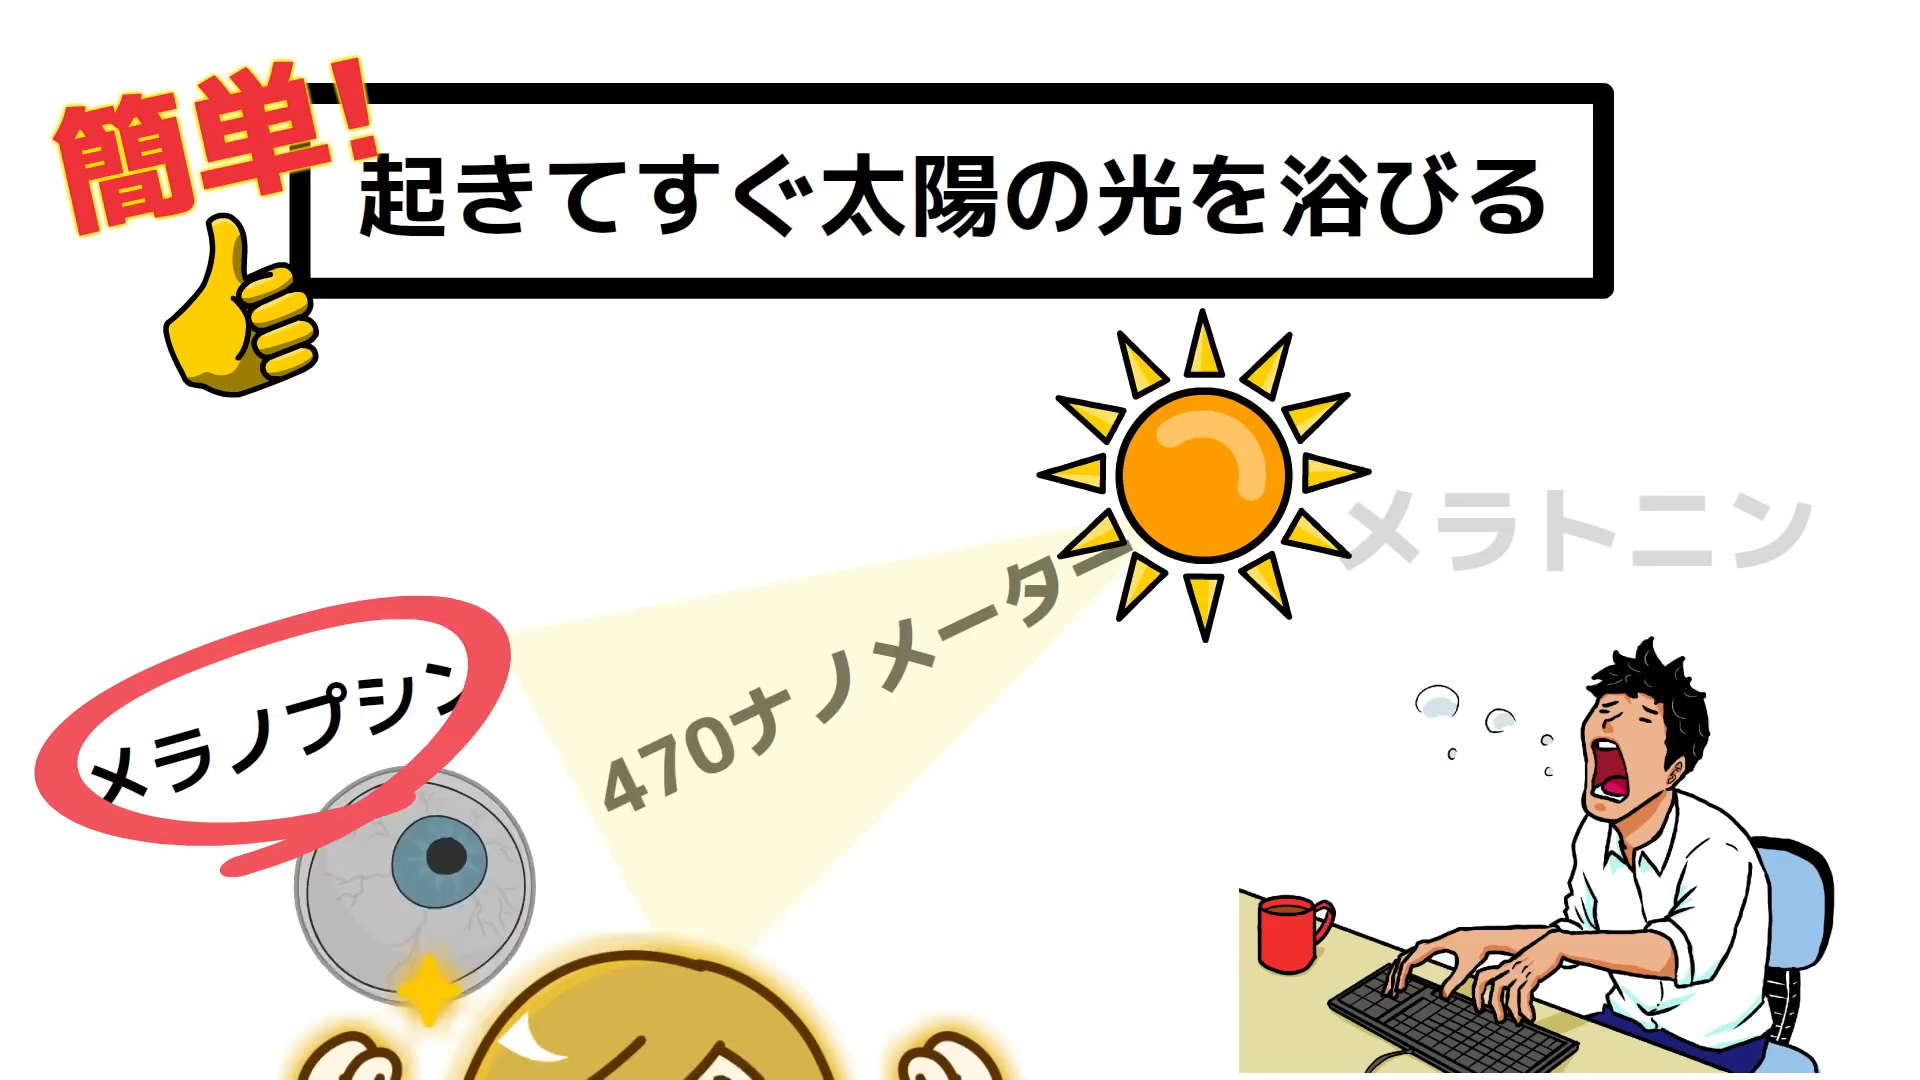 簡単!
起きてすぐ太陽の光を浴びる
メラトニン
470ナノメーター
メラノプシン